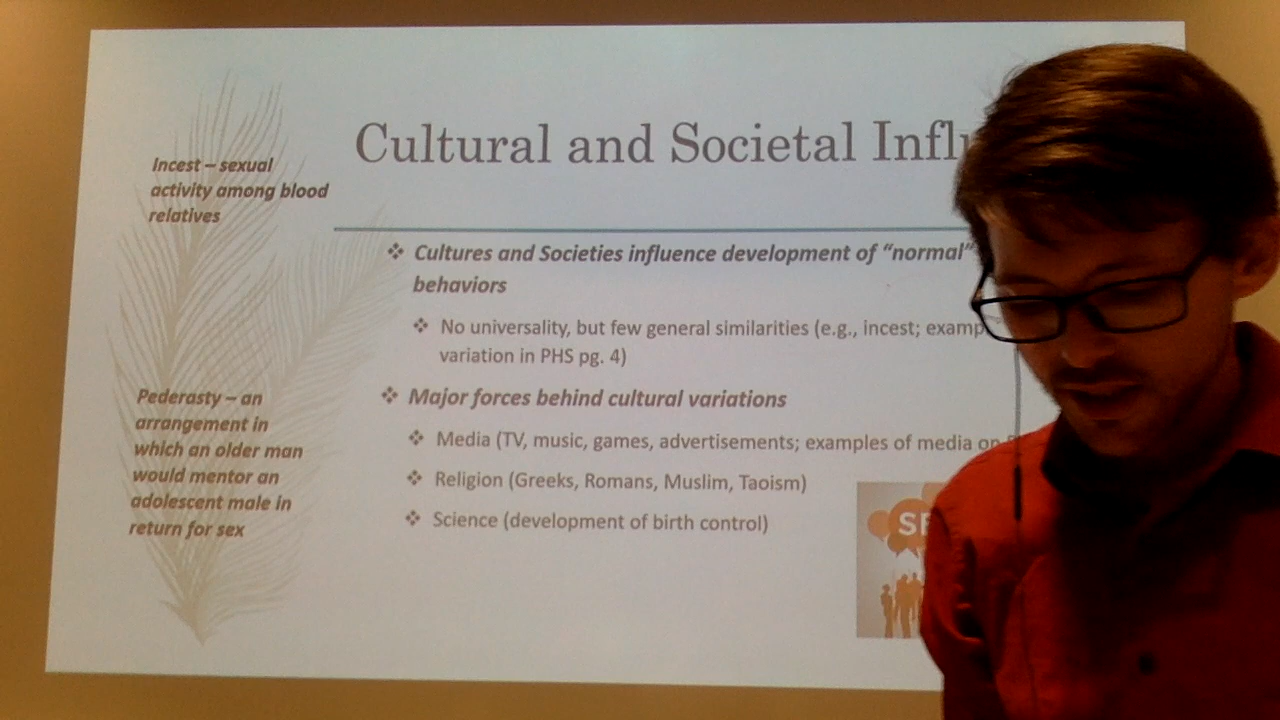 Cultural and Societal
Incest – sexual
activity among blood
relatives
❖ Cultures and Societies influence development of “normal”
behaviors
❖ No universality, but few general similarities (e.g., incest;
variation in PHS pg. 4)
Pederasty – an
arrangement in
which an older man
would mentor an
adolescent male in
return for sex
❖ Major forces behind cultural variations
❖ Media (TV, music, games, advertisements; examples of media on
❖ Religion (Greeks, Romans, Muslim, Taoism)
❖ Science (development of birth control)